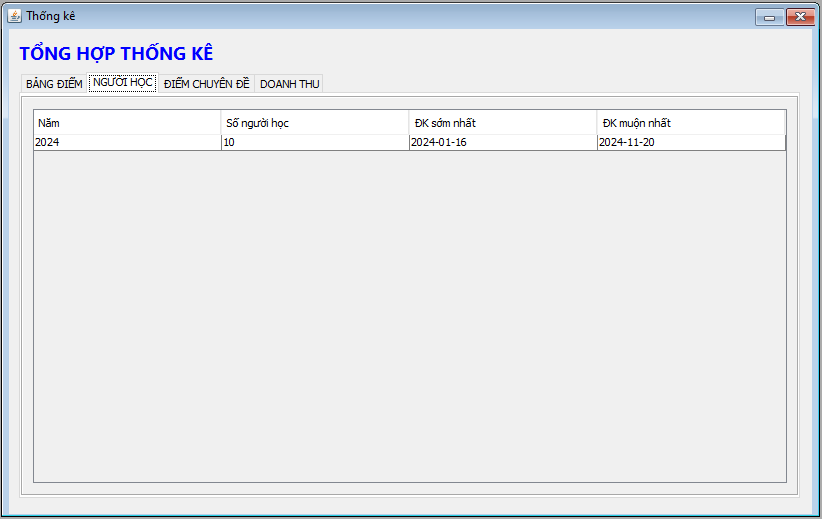 Thống kê
TỔNG HỢP THỐNG KÊ
BẢNG ĐIỂM NGƯỜI HỌC ĐIỂM CHUYÊN ĐỀ DOANH THU
Năm Số người học ĐK sớm nhất ĐK muộn nhất
2024 10 2024-01-16 2024-11-20